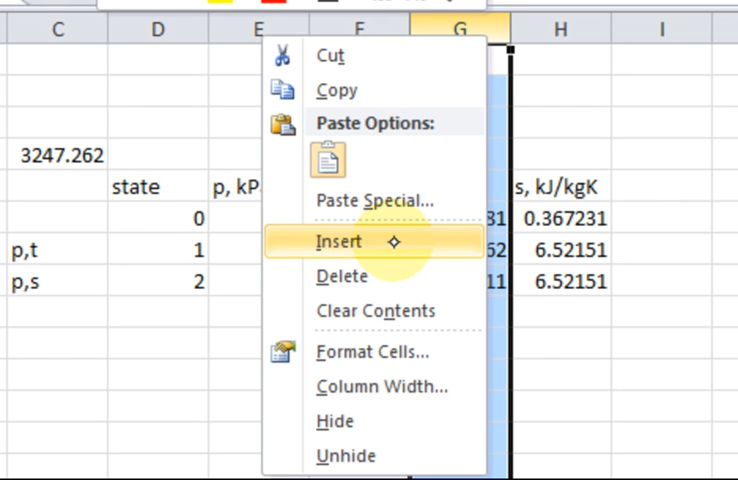 C D E F G H I
Cut
Copy
Paste Options:
3247.262
state p, kP s, kJ/kgK
Paste Special...
0 81 0.367231
Insert
p,t 1 62 6.52151
Delete
p,s 2 11 6.52151
Clear Contents
Format Cells...
Column Width...
Hide
Unhide